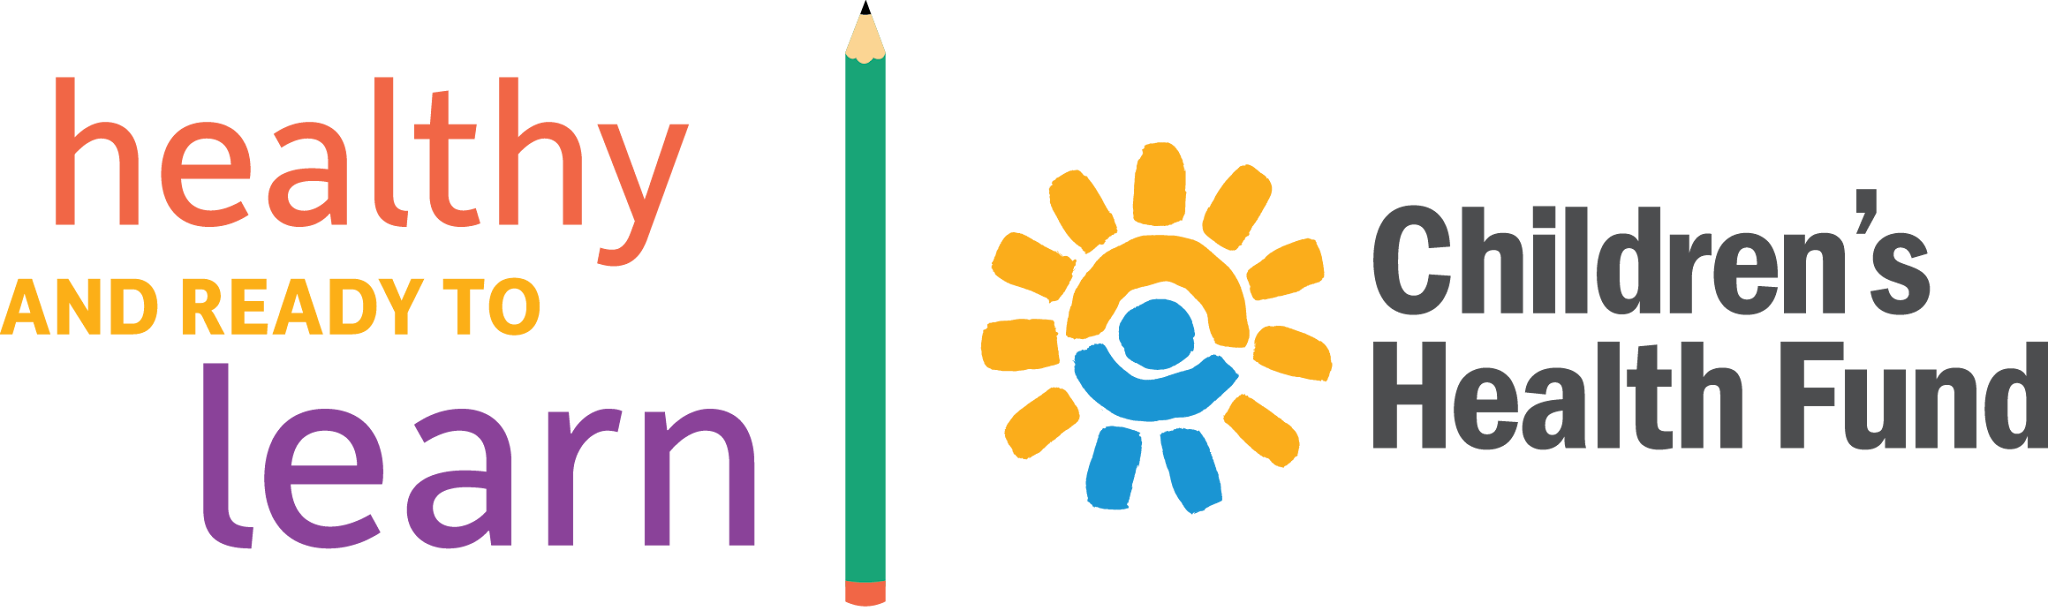 healthy
AND READY TO
learn
Children's
Health Fund